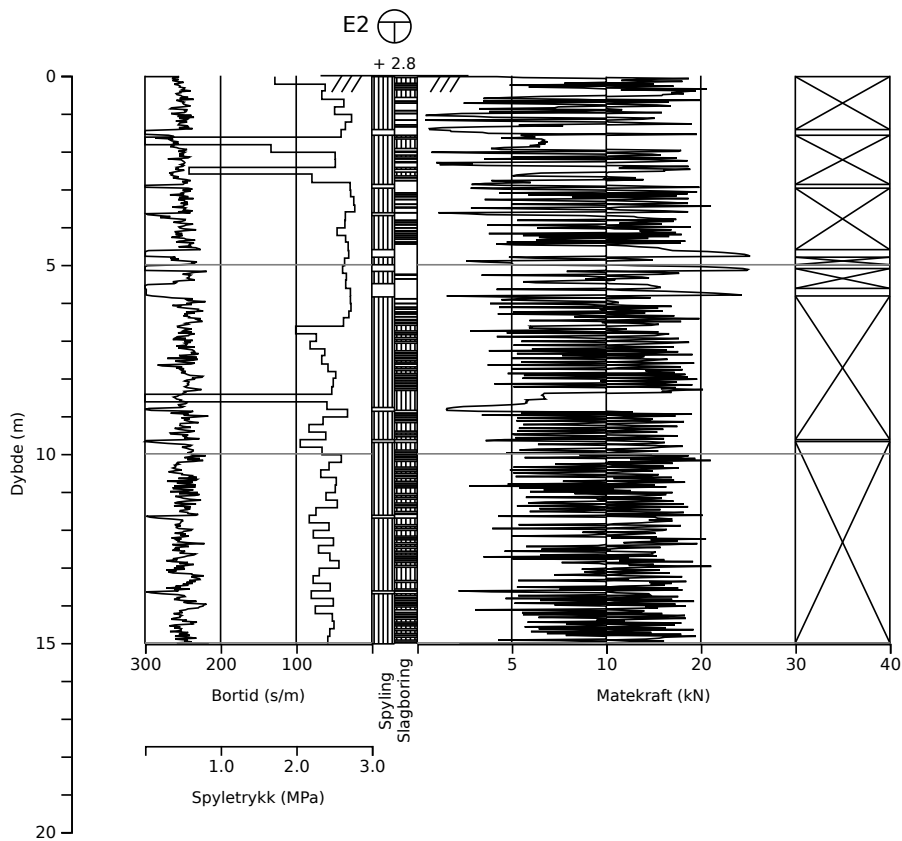 E2
+ 2.8
0
5
10
15
20
Dybde (m)
300 200 100
Bortid (s/m)
Spyling
Slagboring
5 10 20 30 40
Matekraft (kN)
1.0 2.0 3.0
Spyletrykk (MPa)